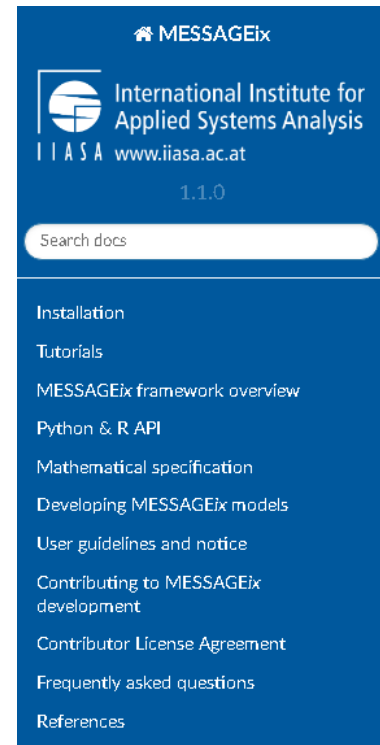 MESSAGEix
International Institute for
Applied Systems Analysis
IIASA www.iiasa.ac.at
1.1.0
Search docs
Installation
Tutorials
MESSAGEix framework overview
Python & R API
Mathematical specification
Developing MESSAGEix models
User guidelines and notice
Contributing to MESSAGEix
development
Contributor License Agreement
Frequently asked questions
References